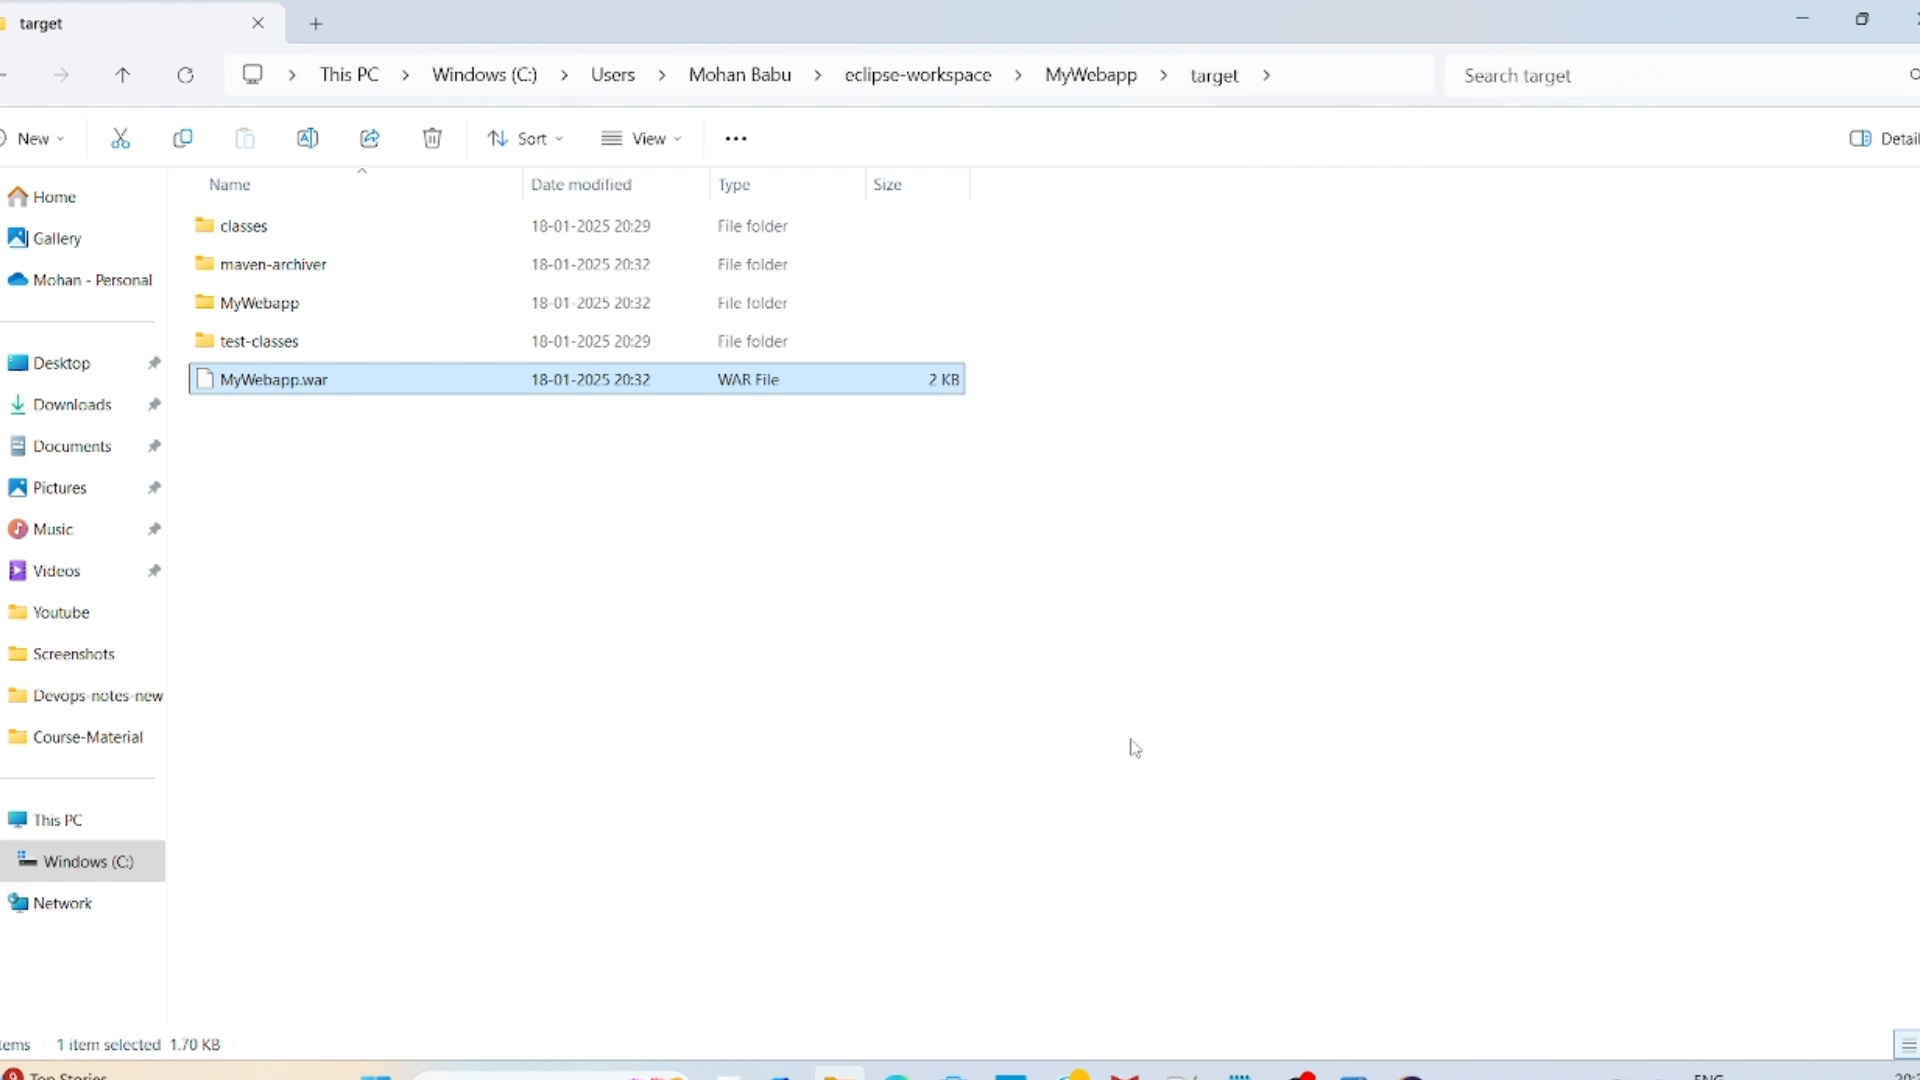 target
This PC > Windows (C:) > Users > Mohan Babu > eclipse-workspace > MyWebapp > target >
Search target
New
Sort
View
Name
Date modified
Type
Size
classes 18-01-2025 20:29 File folder
maven-archiver 18-01-2025 20:32 File folder
MyWebapp 18-01-2025 20:32 File folder
test-classes 18-01-2025 20:29 File folder
MyWebapp.war 18-01-2025 20:32 WAR File 2 KB
Home
Gallery
Mohan - Personal
Desktop
Downloads
Documents
Pictures
Music
Videos
Youtube
Screenshots
Devops-notes-new
Course-Material
This PC
Windows (C:)
Network
1 item selected 1.70 KB
Top Stories
ENG